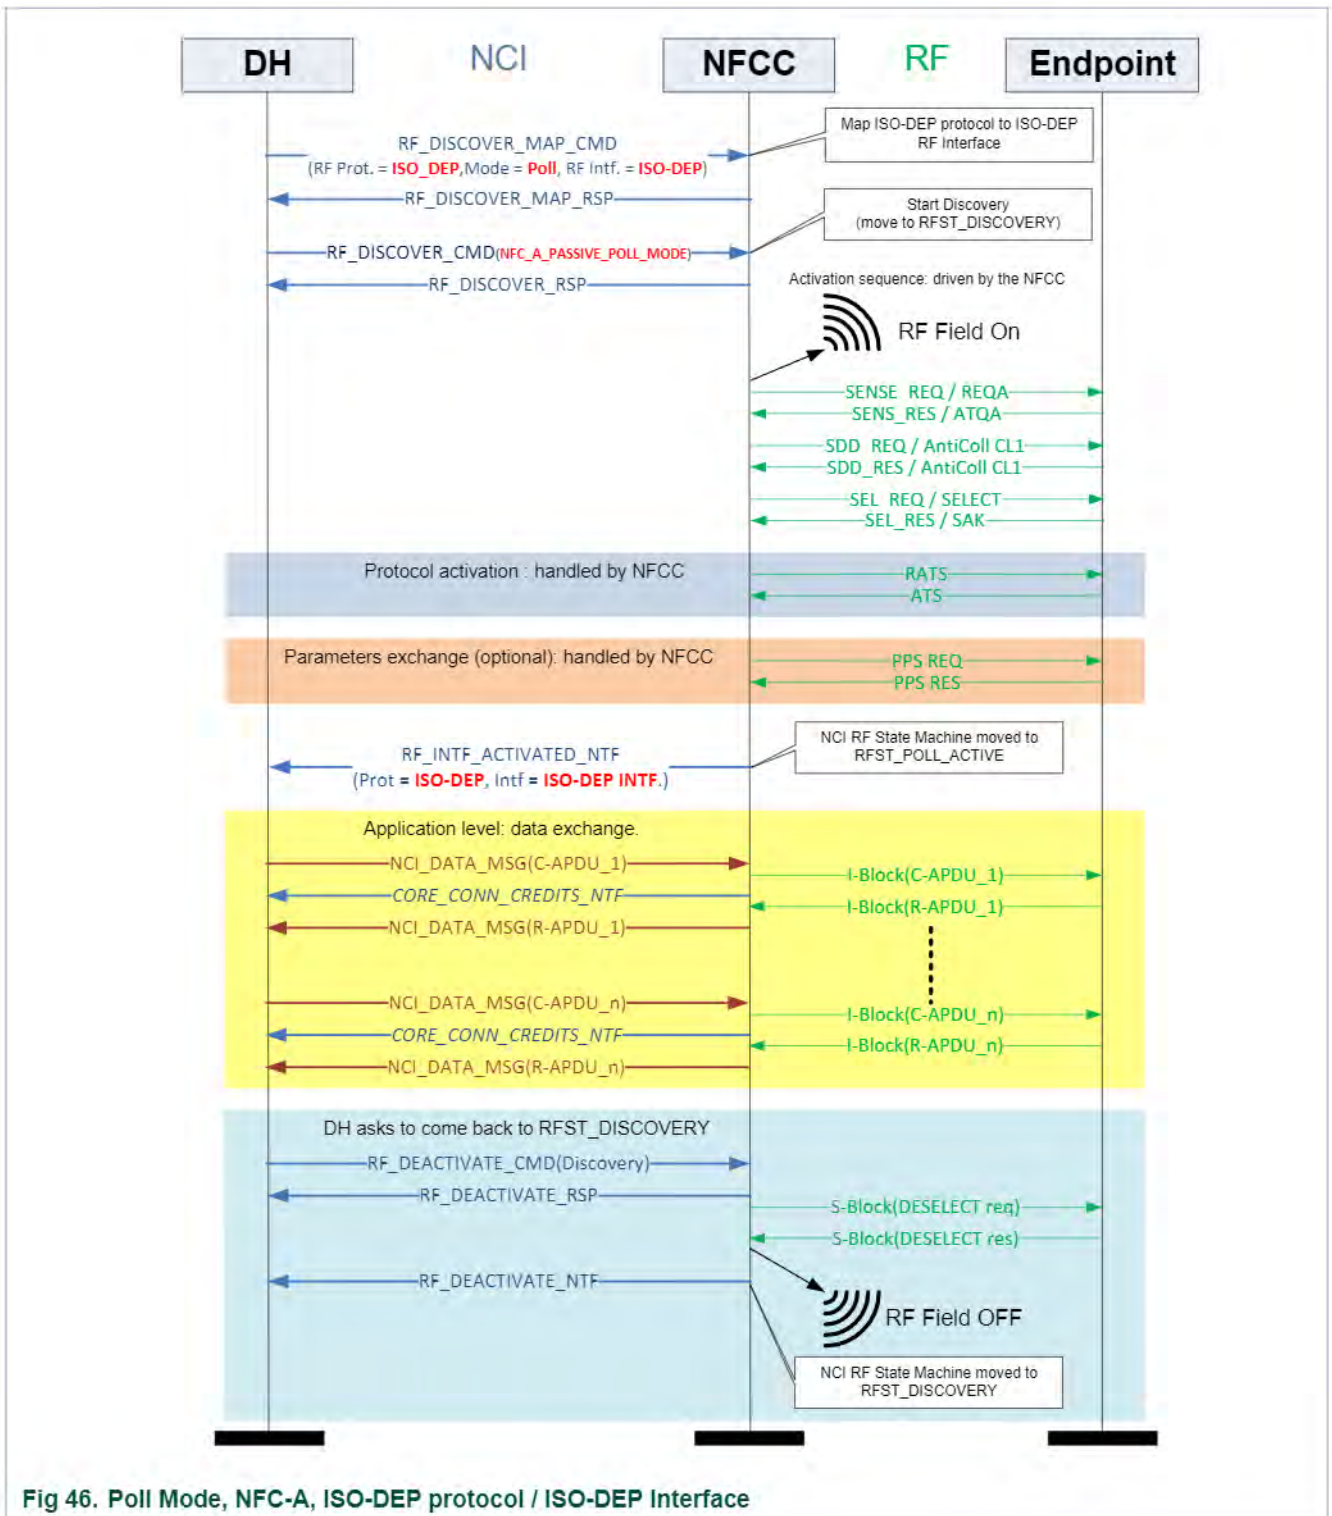 DH
NCI
NFCC
RF
Endpoint
Map ISO-DEP protocol to ISO-DEP
RF Interface
RF_DISCOVER_MAP_CMD
(RF Prot. = ISO_DEP,Mode = Poll, RF Intf. = ISO-DEP)
RF_DISCOVER_MAP_RSP
Start Discovery
(move to RFST_DISCOVERY)
RF_DISCOVER_CMD(NFC_A_PASSIVE_POLL_MODE)
RF_DISCOVER_RSP
Activation sequence: driven by the NFCC
RF Field On
SENSE_REQ / REQA
SENS_RES / ATQA
SDD_REQ / AntiColl CL1
SDD_RES / AntiColl CL1
SEL_REQ / SELECT
SEL_RES / SAK
Protocol activation : handled by NFCC
RATS
ATS
Parameters exchange (optional): handled by NFCC
PPS REQ
PPS RES
NCI RF State Machine moved to
RFST_POLL_ACTIVE
RF_INTF_ACTIVATED_NTF
(Prot = ISO-DEP, Intf = ISO-DEP INTF.)
Application level: data exchange.
NCI_DATA_MSG(C-APDU_1)
I-Block(C-APDU_1)
CORE_CONN_CREDITS_NTF
I-Block(R-APDU_1)
NCI_DATA_MSG(R-APDU_1)
NCI_DATA_MSG(C-APDU_n)
I-Block(C-APDU_n)
CORE_CONN_CREDITS_NTF
I-Block(R-APDU_n)
NCI_DATA_MSG(R-APDU_n)
DH asks to come back to RFST_DISCOVERY
RF_DEACTIVATE_CMD(Discovery)
RF_DEACTIVATE_RSP
S-Block(DESELECT req)
S-Block(DESELECT res)
RF_DEACTIVATE_NTF
RF Field OFF
NCI RF State Machine moved to
RFST_DISCOVERY
Fig 46. Poll Mode, NFC-A, ISO-DEP protocol / ISO-DEP Interface